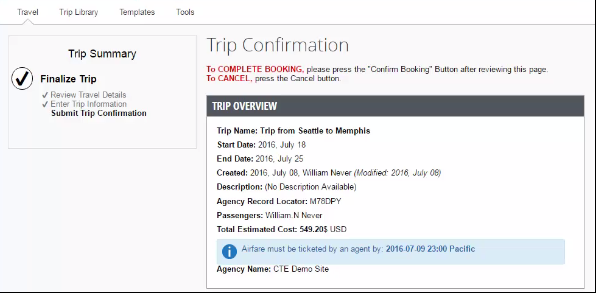 Travel Trip Library Templates Tools
Trip Summary
Finalize Trip
Review Travel Details
Enter Trip Information
Submit Trip Confirmation
Trip Confirmation
To COMPLETE BOOKING, please press the "Confirm Booking" Button after reviewing this page.
To CANCEL, press the Cancel button.
TRIP OVERVIEW
Trip Name: Trip from Seattle to Memphis
Start Date: 2016, July 18
End Date: 2016, July 25
Created: 2016, July 08, William Never (Modified: 2016, July 08)
Description: (No Description Available)
Agency Record Locator: M78DPY
Passengers: William.N Never
Total Estimated Cost: 549.20$ USD
Airfare must be ticketed by an agent by: 2016-07-09 23:00 Pacific
Agency Name: CTE Demo Site